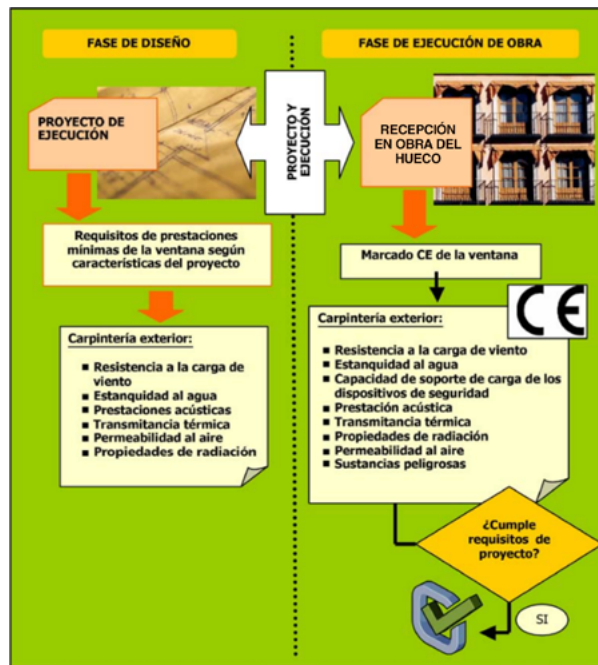 FASE DE DISEÑO
PROYECTO DE
EJECUCIÓN
Requisitos de prestaciones
mínimas de la ventana según
características del proyecto
Carpintería exterior:
■ Resistencia a la carga de
viento
■ Estanquidad al agua
■ Prestaciones acústicas
■ Transmitancia térmica
■ Permeabilidad al aire
■ Propiedades de radiación
PROYECTO Y
EJECUCIÓN
FASE DE EJECUCIÓN DE OBRA
RECEPCIÓN
EN OBRA DEL
HUECO
Marcado CE de la ventana
CE
Carpintería exterior:
■ Resistencia a la carga de viento
■ Estanquidad al agua
■ Capacidad de soporte de carga de los
dispositivos de seguridad
■ Prestación acústica
■ Transmitancia térmica
■ Propiedades de radiación
■ Permeabilidad al aire
■ Sustancias peligrosas
¿Cumple
requisitos de
proyecto?
SI